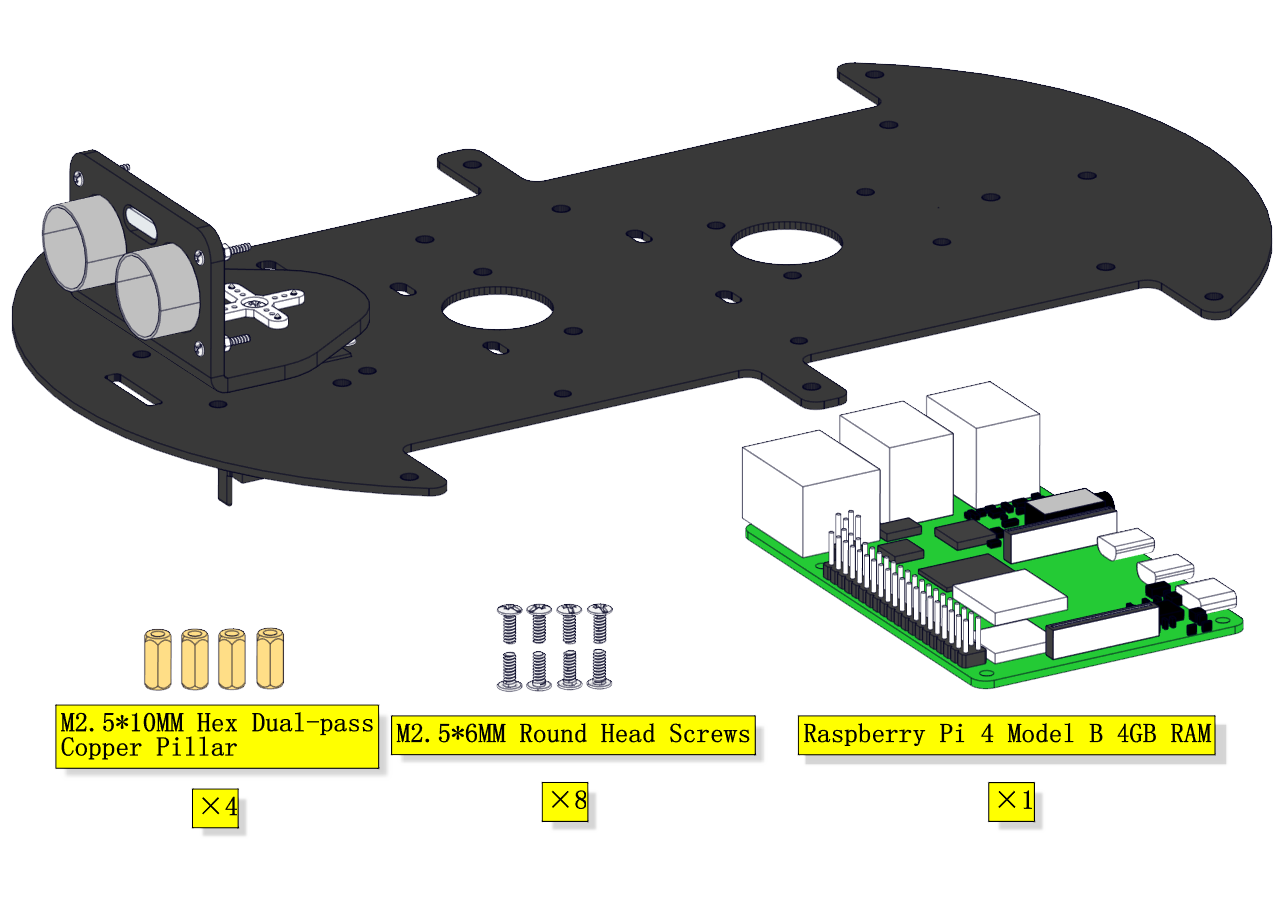 M2.5*10MM Hex Dual-pass
Copper Pillar
M2.5*6MM Round Head Screws
Raspberry Pi 4 Model B 4GB RAM
×4
×8
×1